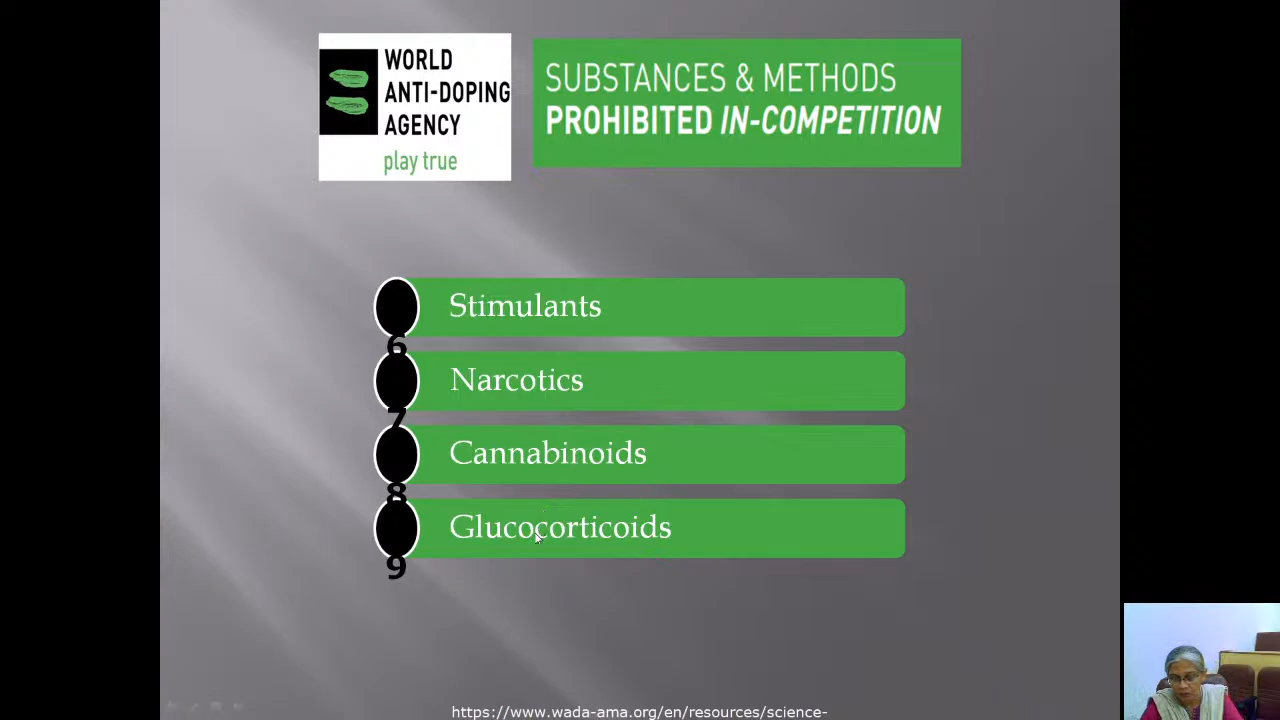 WORLD
ANTI-DOPING
AGENCY
play true
SUBSTANCES & METHODS
PROHIBITED IN-COMPETITION
Stimulants
6
Narcotics
7
Cannabinoids
8
Glucocorticoids
9
https://www.wada-ama.org/en/resources/science-